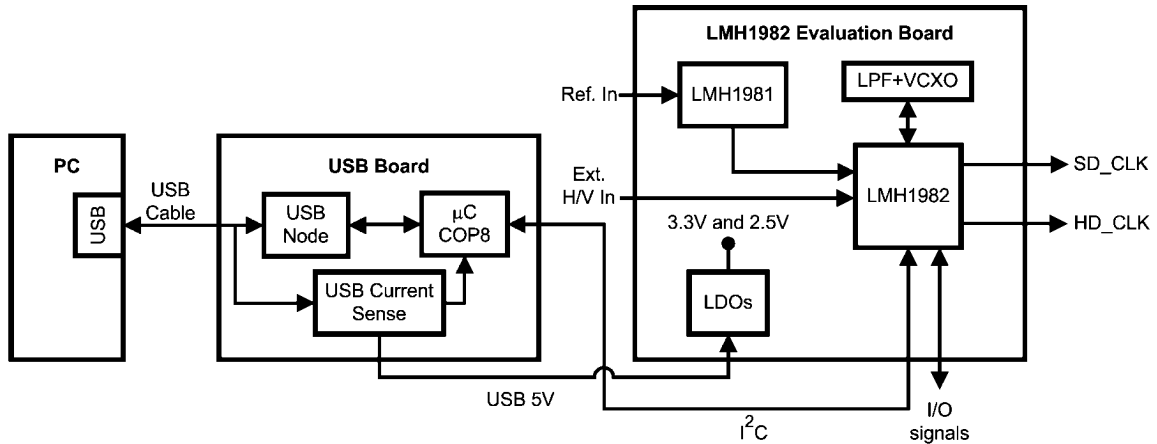 LMH1982 Evaluation Board
LPF+VCXO
LMH1981
Ref. In
PC
USB Board
USB
Cable
USB
USB
Node
µC
COP8
Ext.
H/V In
LMH1982
SD_CLK
HD_CLK
3.3V and 2.5V
USB Current
Sense
LDOs
USB 5V
I²C
I/O
signals